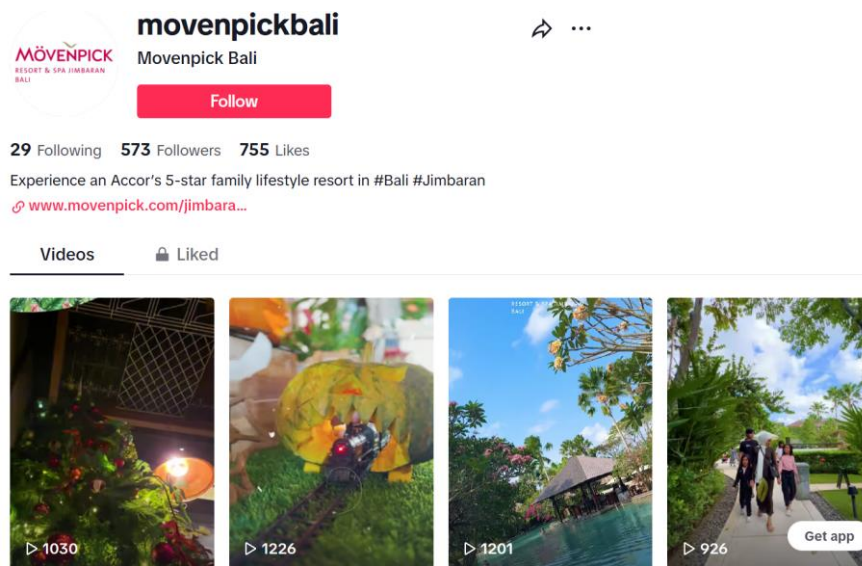 movenpickbali
MÖVENPICK
RESORT & SPA JIMBARAN
BALI
Movenpick Bali
Follow
29 Following 573 Followers 755 Likes
Experience an Accor's 5-star family lifestyle resort in #Bali #Jimbaran
www.movenpick.com/jimbara...
Videos Liked
RESORT & SPA JIMBARAN
BALI
1030 1226 1201 926
Get app